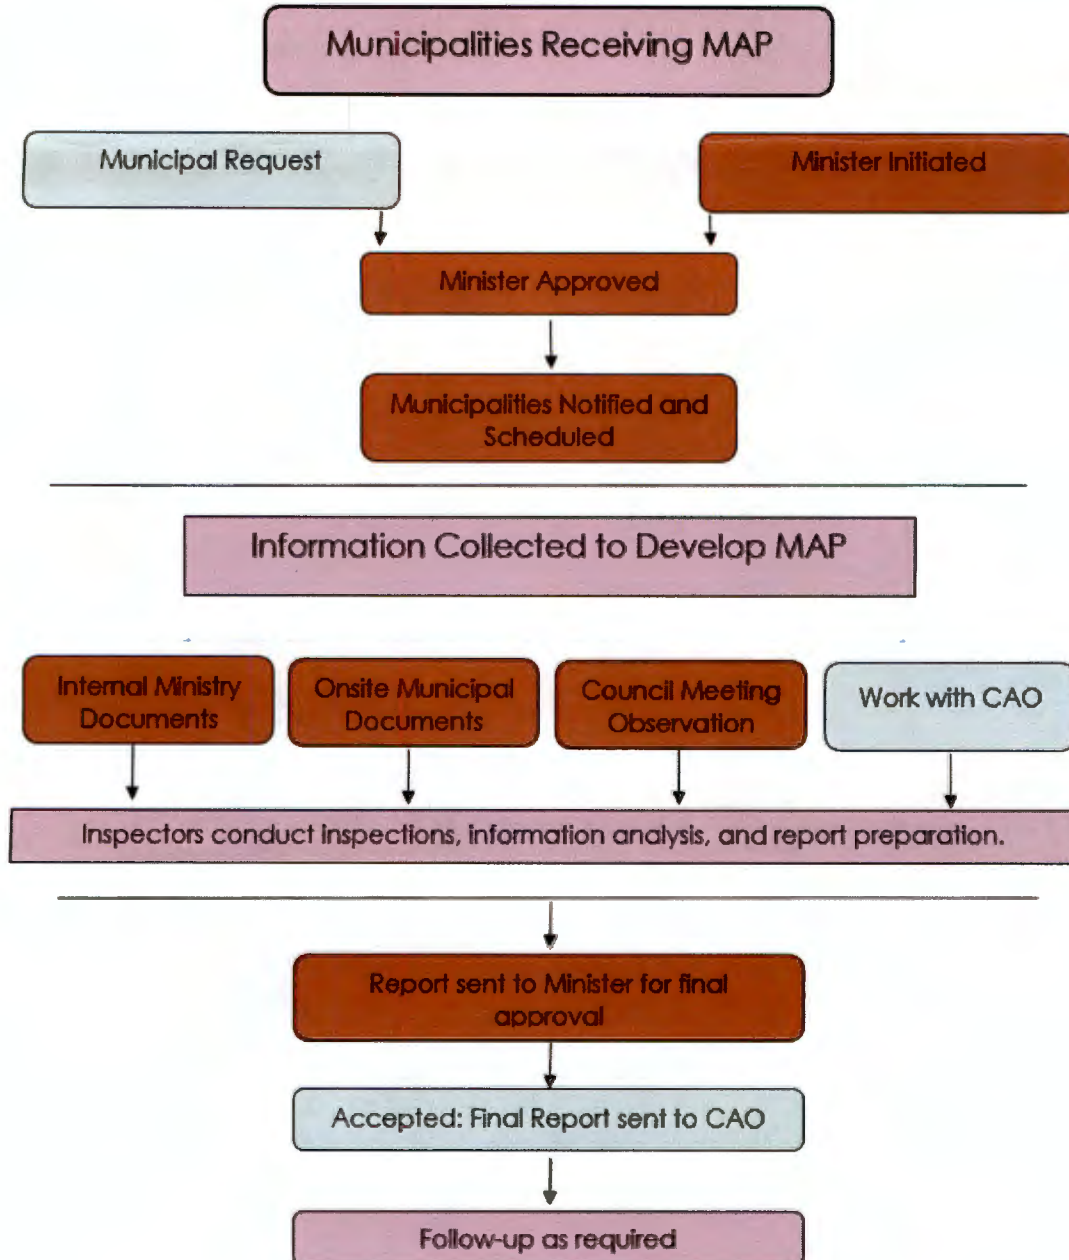 Municipalities Receiving MAP
Municipal Request
Minister Initiated
Minister Approved
Municipalities Notified and
Scheduled
Information Collected to Develop MAP
Internal Ministry
Documents
Onsite Municipal
Documents
Council Meeting
Observation
Work with CAO
Inspectors conduct inspections, information analysis, and report preparation.
Report sent to Minister for final
approval
Accepted: Final Report sent to CAO
Follow-up as required